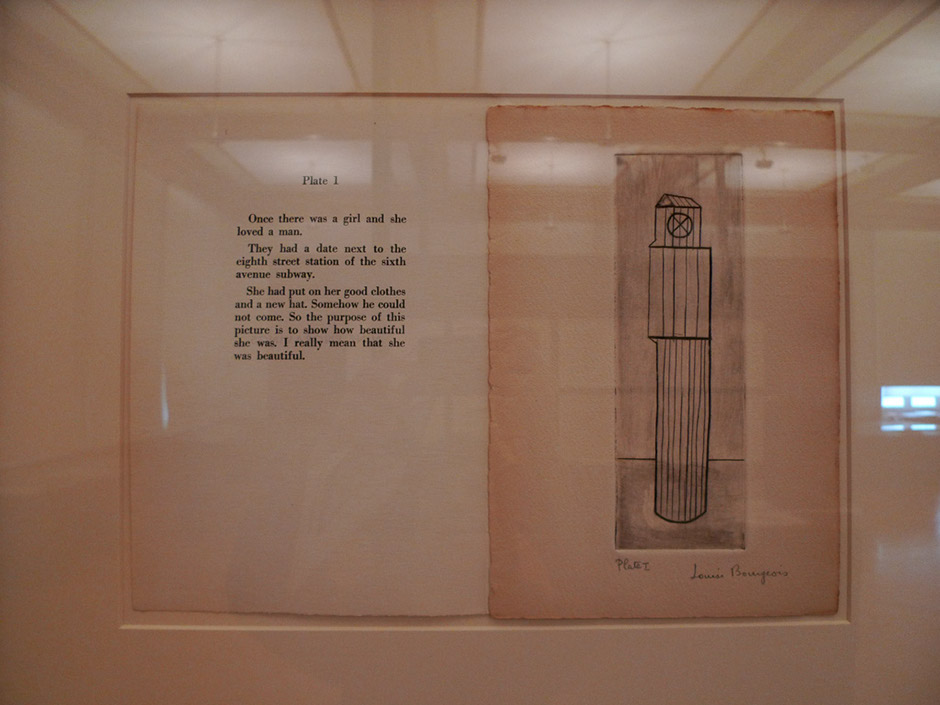 Plate 1
Once there was a girl and she
loved a man.
They had a date next to the
eighth street station of the sixth
avenue subway.
She had put on her good clothes
and a new hat. Somehow he could
not come. So the purpose of this
picture is to show how beautiful
she was. I really mean that she
was beautiful.
Plate I
Louise Bourgeois